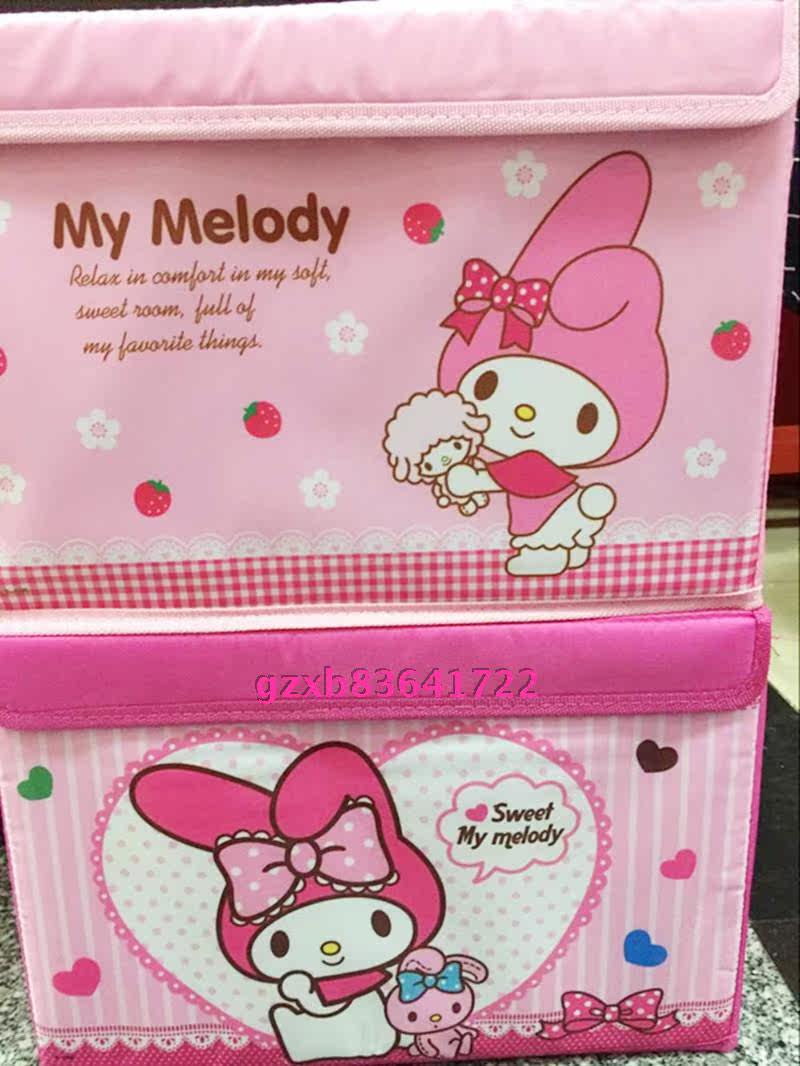 My Melody
Relax in comfort in my soft,
sweet room, full of
my favorite things.
gzxb83641722
Sweet
My melody